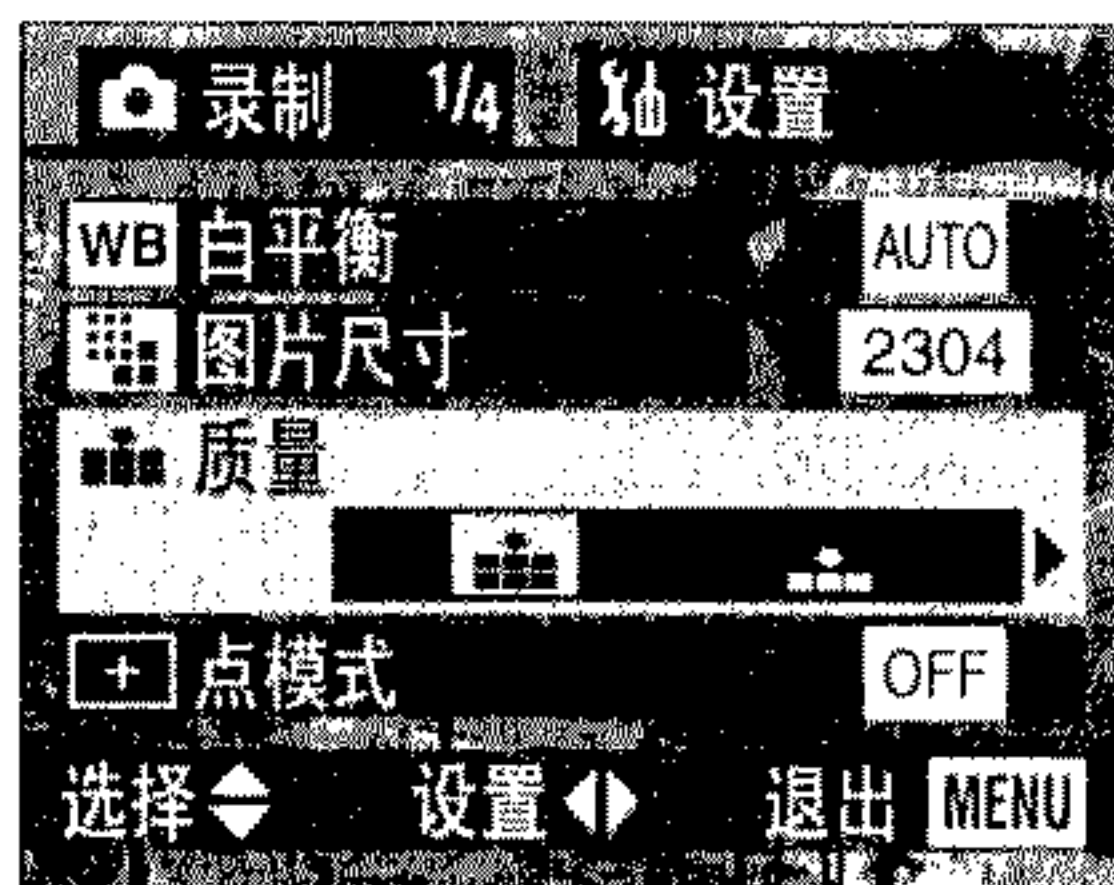 录制 1/4 设置
WB 白平衡 AUTO
图片尺寸 2304
质量
点模式 OFF
选择 设置 退出 MENU